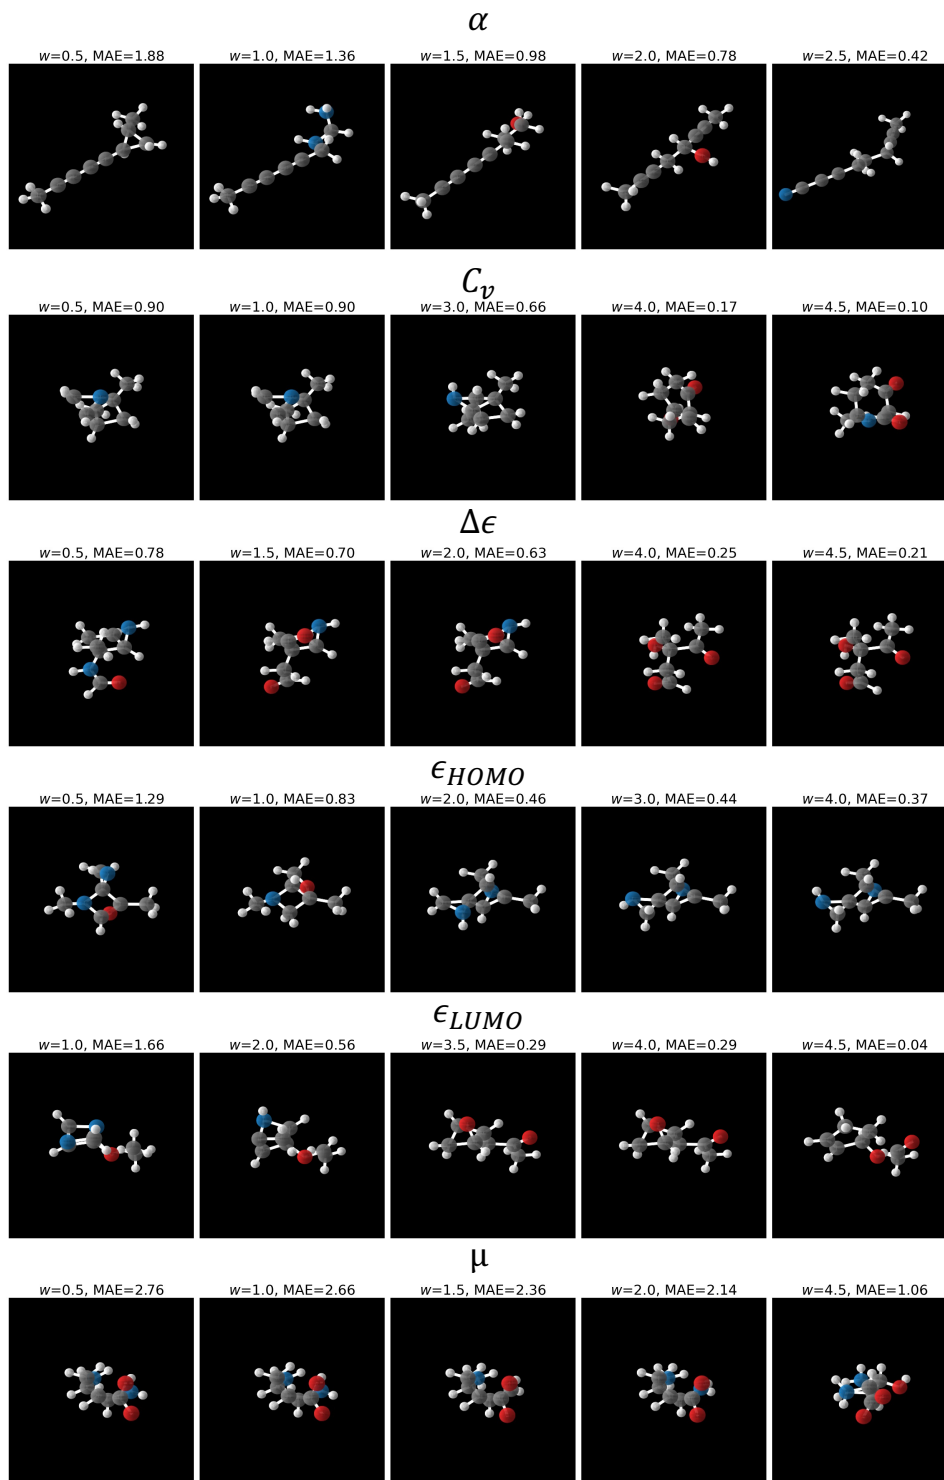 α
w=0.5, MAE=1.88 w=1.0, MAE=1.36 w=1.5, MAE=0.98 w=2.0, MAE=0.78 w=2.5, MAE=0.42
C_v
w=0.5, MAE=0.90 w=1.0, MAE=0.90 w=3.0, MAE=0.66 w=4.0, MAE=0.17 w=4.5, MAE=0.10
Δϵ
w=0.5, MAE=0.78 w=1.5, MAE=0.70 w=2.0, MAE=0.63 w=4.0, MAE=0.25 w=4.5, MAE=0.21
ϵ_HOMO
w=0.5, MAE=1.29 w=1.0, MAE=0.83 w=2.0, MAE=0.46 w=3.0, MAE=0.44 w=4.0, MAE=0.37
ϵ_LUMO
w=1.0, MAE=1.66 w=2.0, MAE=0.56 w=3.5, MAE=0.29 w=4.0, MAE=0.29 w=4.5, MAE=0.04
μ
w=0.5, MAE=2.76 w=1.0, MAE=2.66 w=1.5, MAE=2.36 w=2.0, MAE=2.14 w=4.5, MAE=1.06